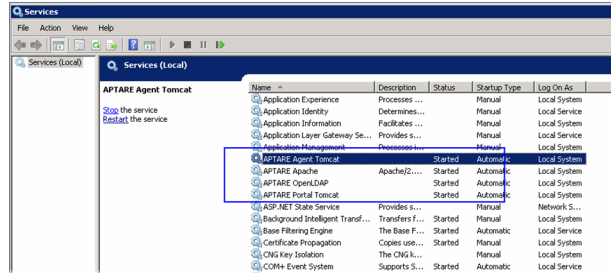 Services
File Action View Help
Services (Local)
Services (Local)
APTARE Agent Tomcat
Stop the service
Restart the service
Name Description Status Startup Type Log On As
Application Experience Processes ... Manual Local System
Application Identity Determines... Manual Local Service
Application Information Facilitates ... Manual Local System
Application Layer Gateway Se... Provides s... Manual Local Service
Application Management Processes i... Manual Local System
APTARE Agent Tomcat Started Automatic Local System
APTARE Apache Apache/2.... Started Automatic Local System
APTARE OpenLDAP Started Automatic Local System
APTARE Portal Tomcat Started Automatic Local System
ASP.NET State Service Provides s... Manual Network S...
Background Intelligent Transf... Transfers f... Started Manual Local System
Base Filtering Engine The Base F... Started Automatic Local Service
Certificate Propagation Copies use... Started Manual Local System
CNG Key Isolation The CNG k... Manual Local System
COM+ Event System Supports S... Started Automatic Local Service